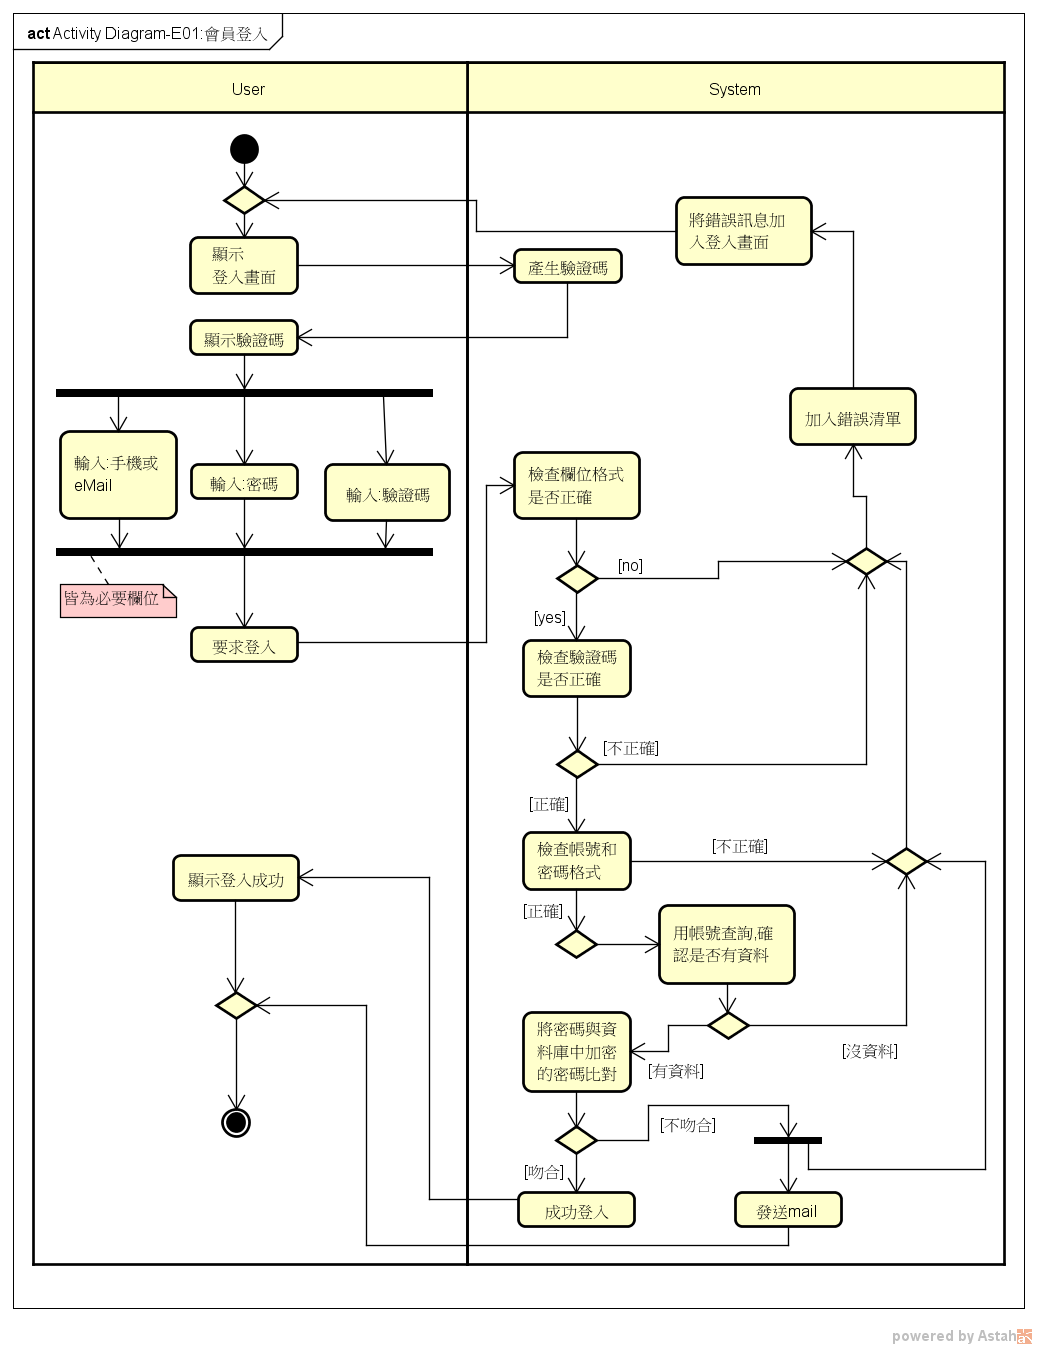 act Activity Diagram-E01:會員登入
User
System
將錯誤訊息加
入登入畫面
顯示
登入畫面
產生驗證碼
顯示驗證碼
加入錯誤清單
輸入:手機或
eMail
輸入:密碼
輸入:驗證碼
檢查欄位格式
是否正確
[no]
皆為必要欄位
[yes]
要求登入
檢查驗證碼
是否正確
[不正確]
[正確]
檢查帳號和
密碼格式
[不正確]
顯示登入成功
[正確]
用帳號查詢,確
認是否有資料
將密碼與資
料庫中加密
的密碼比對
[有資料]
[沒資料]
[不吻合]
[吻合]
成功登入
發送mail
powered by Astah